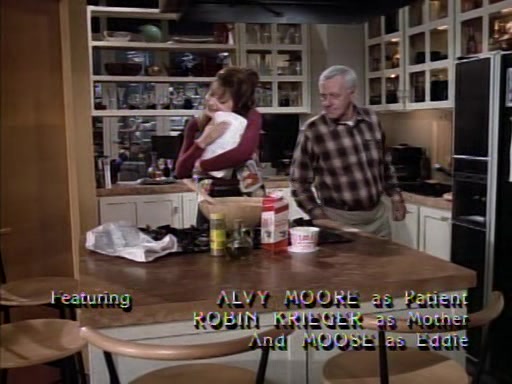 Featuring ALVY MOORE as Patient
ROBIN KRIEGER as Mother
And MOOSE as Eddie